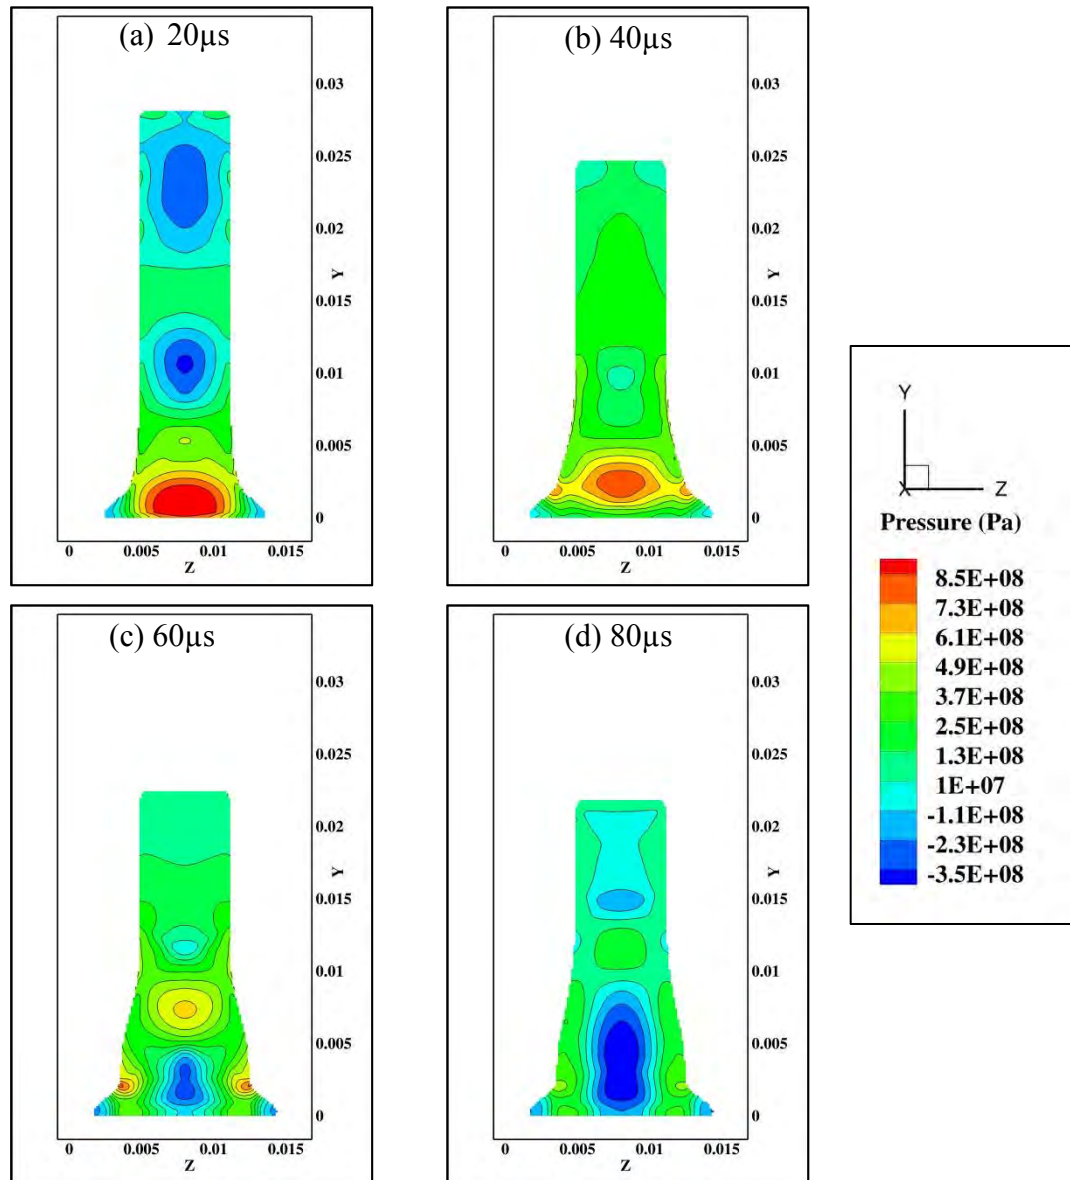 (a) 20µs
0.03
0.025
0.02
Y
0.015
0.01
0.005
0
0 0.005 0.01 0.015
Z
(b) 40µs
0.03
0.025
0.02
Y
0.015
0.01
0.005
0
0 0.005 0.01 0.015
Z
(c) 60µs
0.03
0.025
0.02
Y
0.015
0.01
0.005
0
0 0.005 0.01 0.015
Z
(d) 80µs
0.03
0.025
0.02
Y
0.015
0.01
0.005
0
0 0.005 0.01 0.015
Z
Y
X Z
Pressure (Pa)
8.5E+08
7.3E+08
6.1E+08
4.9E+08
3.7E+08
2.5E+08
1.3E+08
1E+07
-1.1E+08
-2.3E+08
-3.5E+08